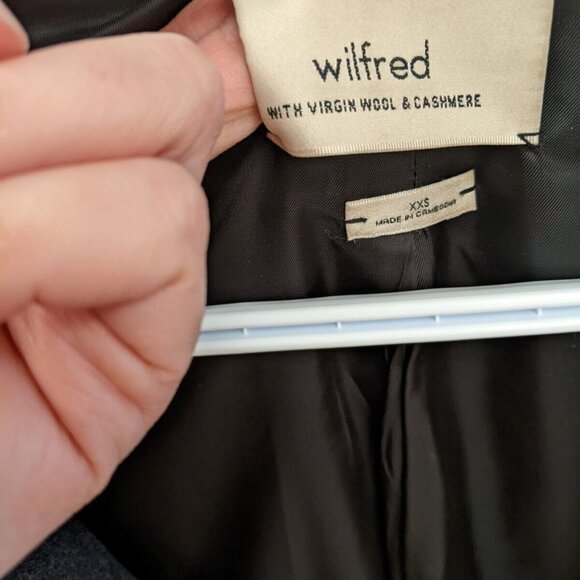 wilfred
WITH VIRGIN WOOL & CASHMERE
XXS
MADE IN CAMBODIA